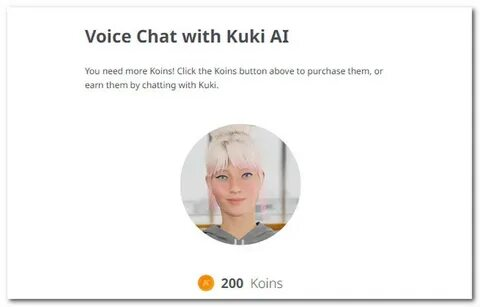 Voice Chat with Kuki AI
You need more Koins! Click the Koins button above to purchase them, or
earn them by chatting with Kuki.
200 Koins